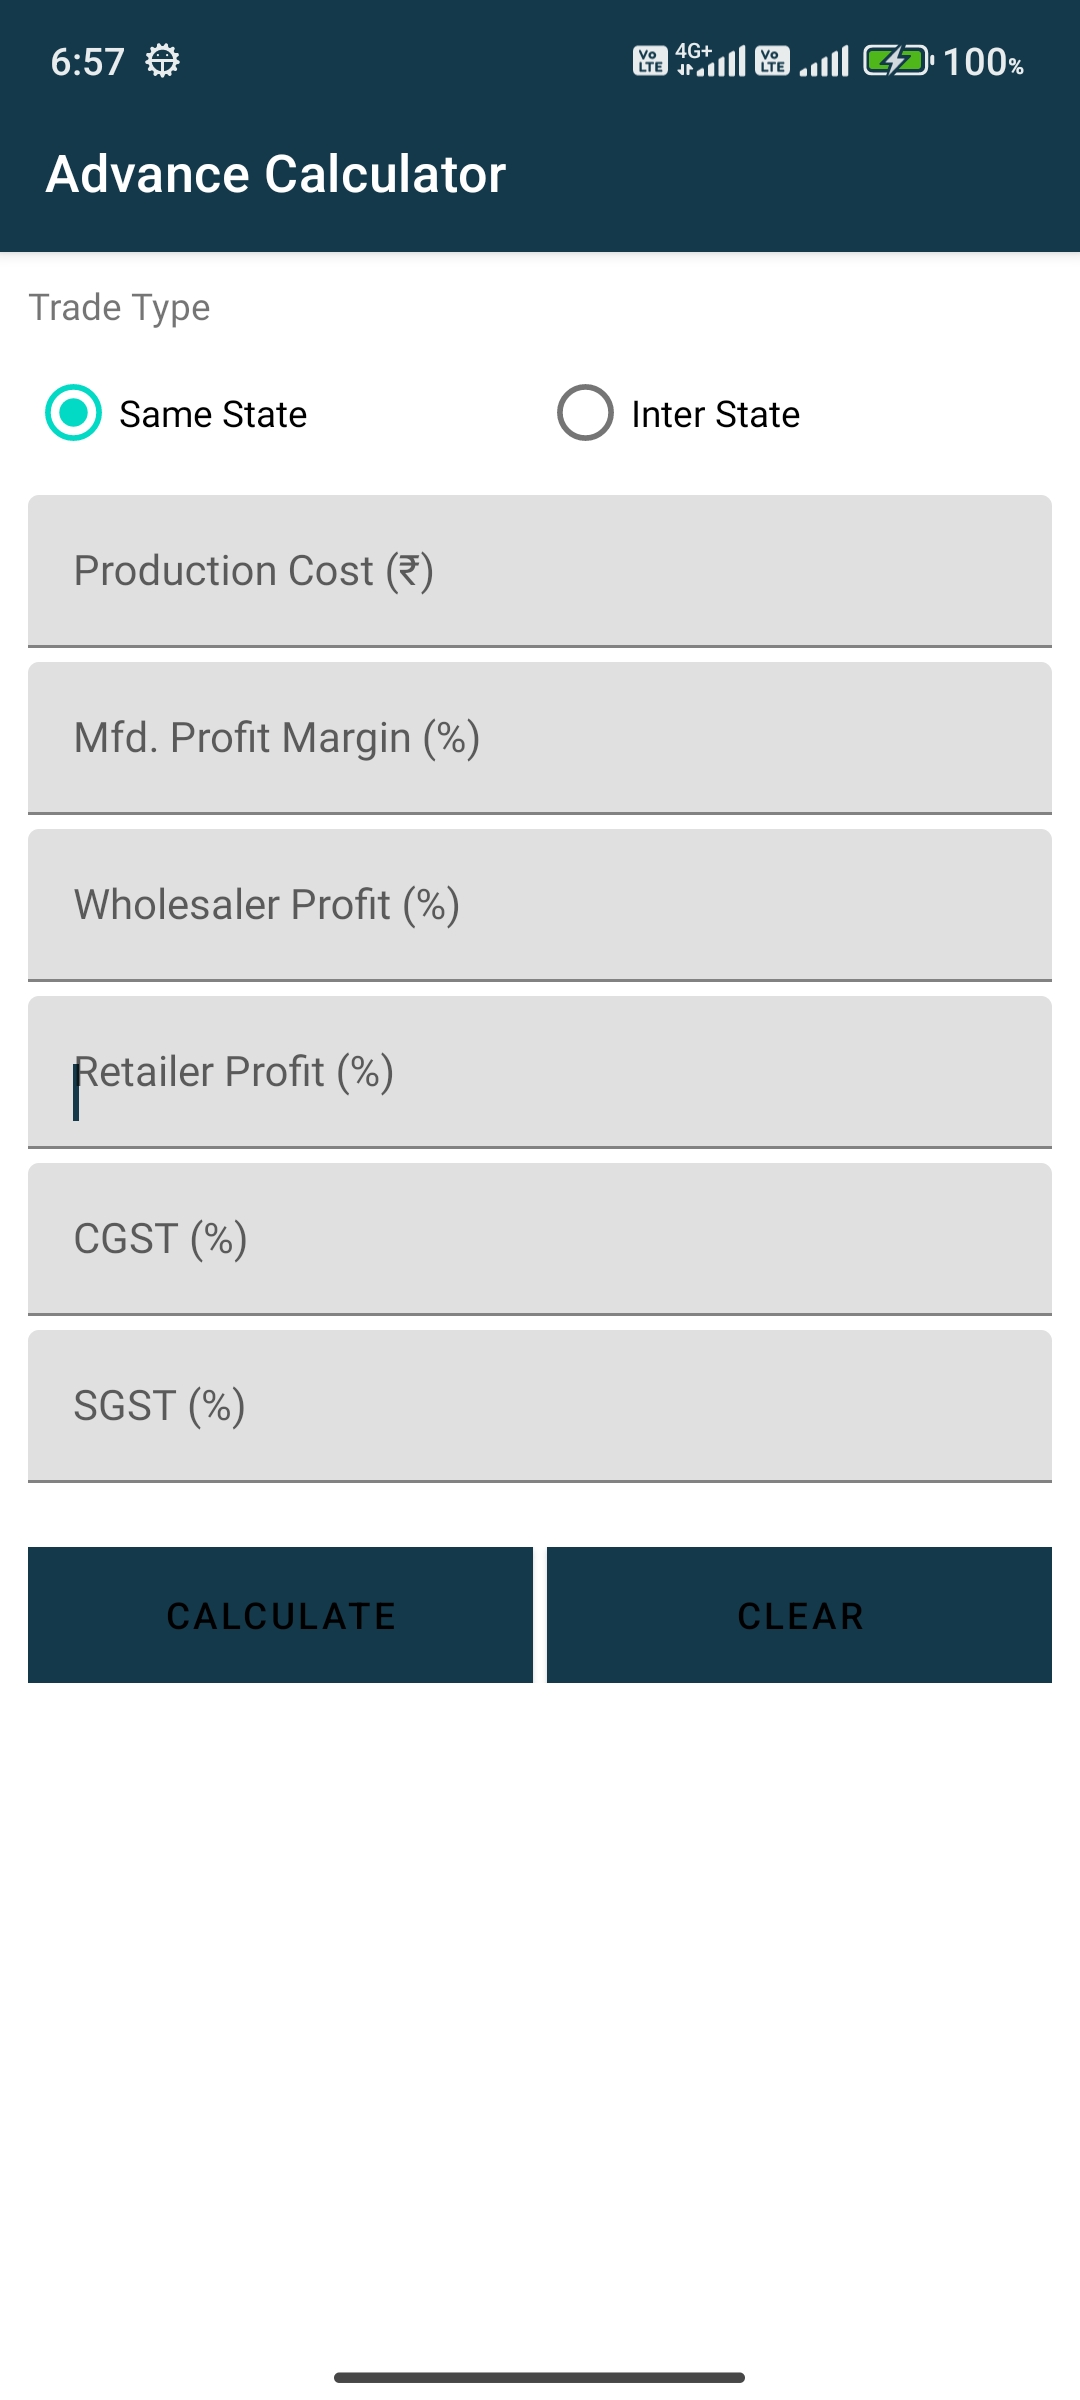 6:57 Vo LTE 4G+ Vo LTE 100%
Advance Calculator
Trade Type
Same State Inter State
Production Cost (₹)
Mfd. Profit Margin (%)
Wholesaler Profit (%)
Retailer Profit (%)
CGST (%)
SGST (%)
CALCULATE CLEAR